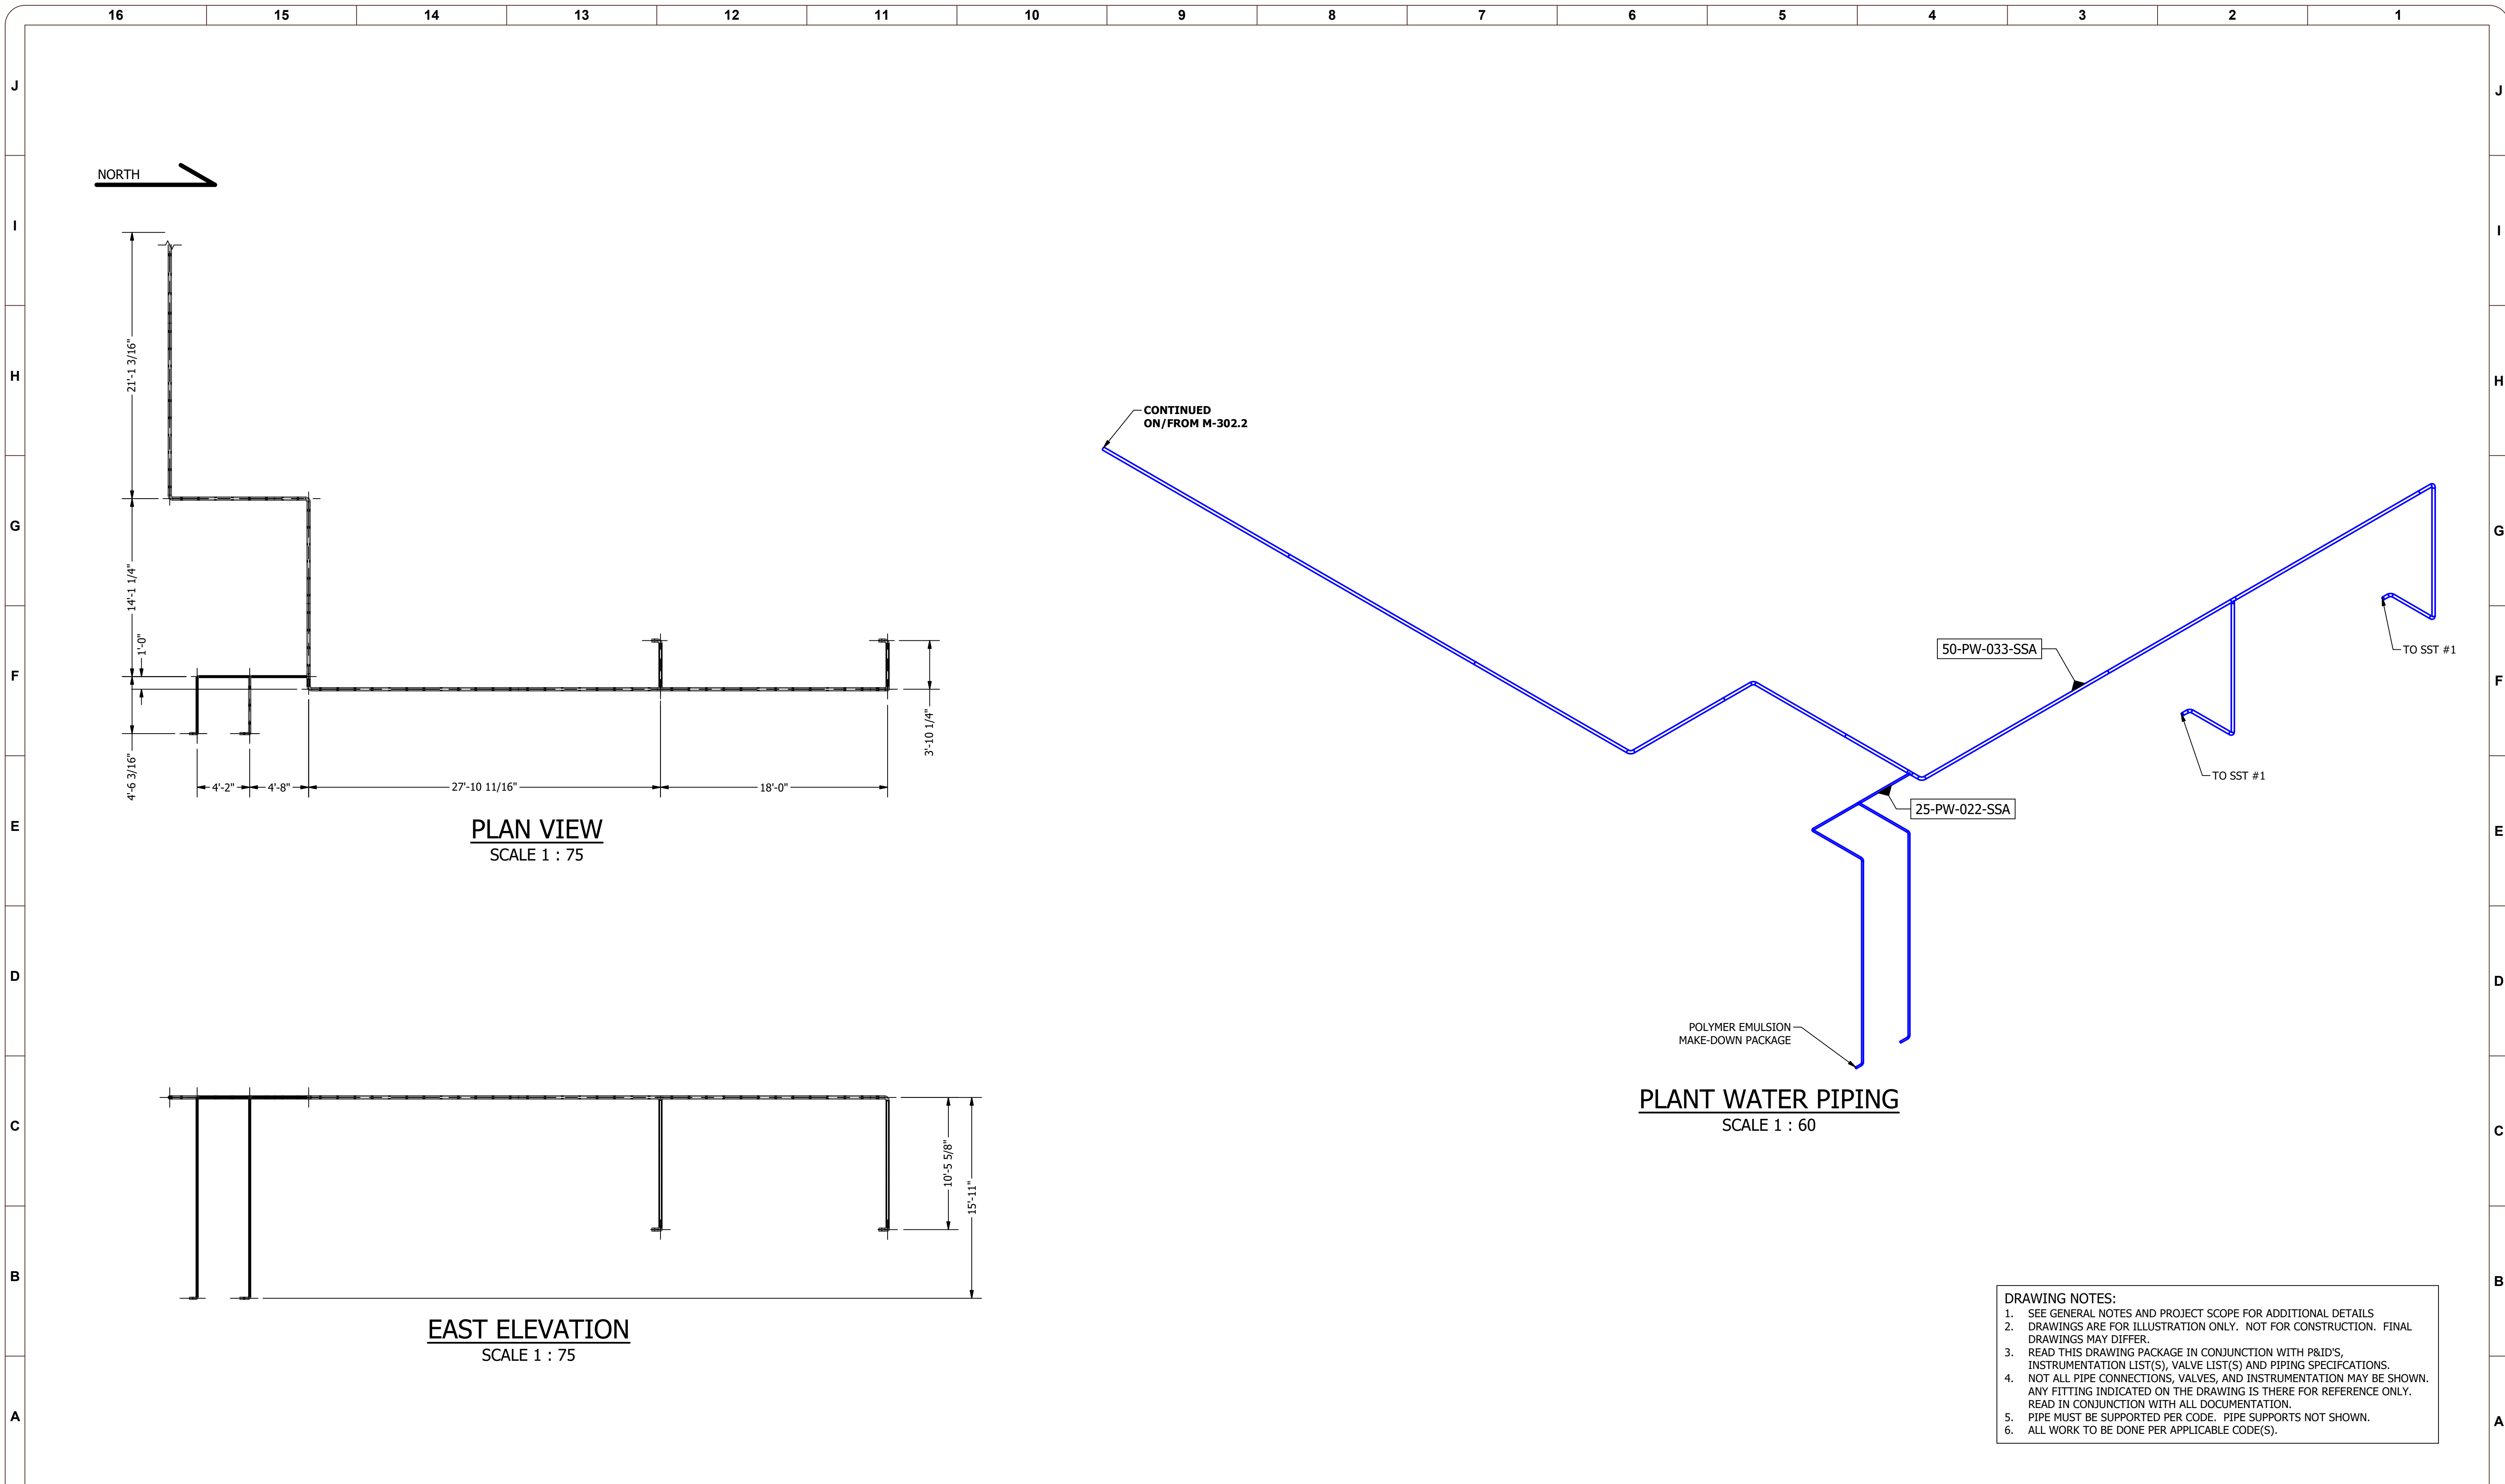 16 15 14 13 12 11 10 9 8 7 6 5 4 3 2 1
J J
I I
H H
G G
F F
E E
D D
C C
B B
A A
NORTH
21'-1 3/16"
14'-1 1/4"
1'-0"
4'-6 3/16"
4'-2"
4'-8"
27'-10 11/16"
18'-0"
3'-10 1/4"
PLAN VIEW
SCALE 1 : 75
10'-5 5/8"
15'-11"
EAST ELEVATION
SCALE 1 : 75
CONTINUED
ON/FROM M-302.2
50-PW-033-SSA
TO SST #1
TO SST #1
25-PW-022-SSA
POLYMER EMULSION
MAKE-DOWN PACKAGE
PLANT WATER PIPING
SCALE 1 : 60
DRAWING NOTES:
1. SEE GENERAL NOTES AND PROJECT SCOPE FOR ADDITIONAL DETAILS
2. DRAWINGS ARE FOR ILLUSTRATION ONLY. NOT FOR CONSTRUCTION. FINAL
DRAWINGS MAY DIFFER.
3. READ THIS DRAWING PACKAGE IN CONJUNCTION WITH P&ID'S,
INSTRUMENTATION LIST(S), VALVE LIST(S) AND PIPING SPECIFCATIONS.
4. NOT ALL PIPE CONNECTIONS, VALVES, AND INSTRUMENTATION MAY BE SHOWN.
ANY FITTING INDICATED ON THE DRAWING IS THERE FOR REFERENCE ONLY.
READ IN CONJUNCTION WITH ALL DOCUMENTATION.
5. PIPE MUST BE SUPPORTED PER CODE. PIPE SUPPORTS NOT SHOWN.
6. ALL WORK TO BE DONE PER APPLICABLE CODE(S).